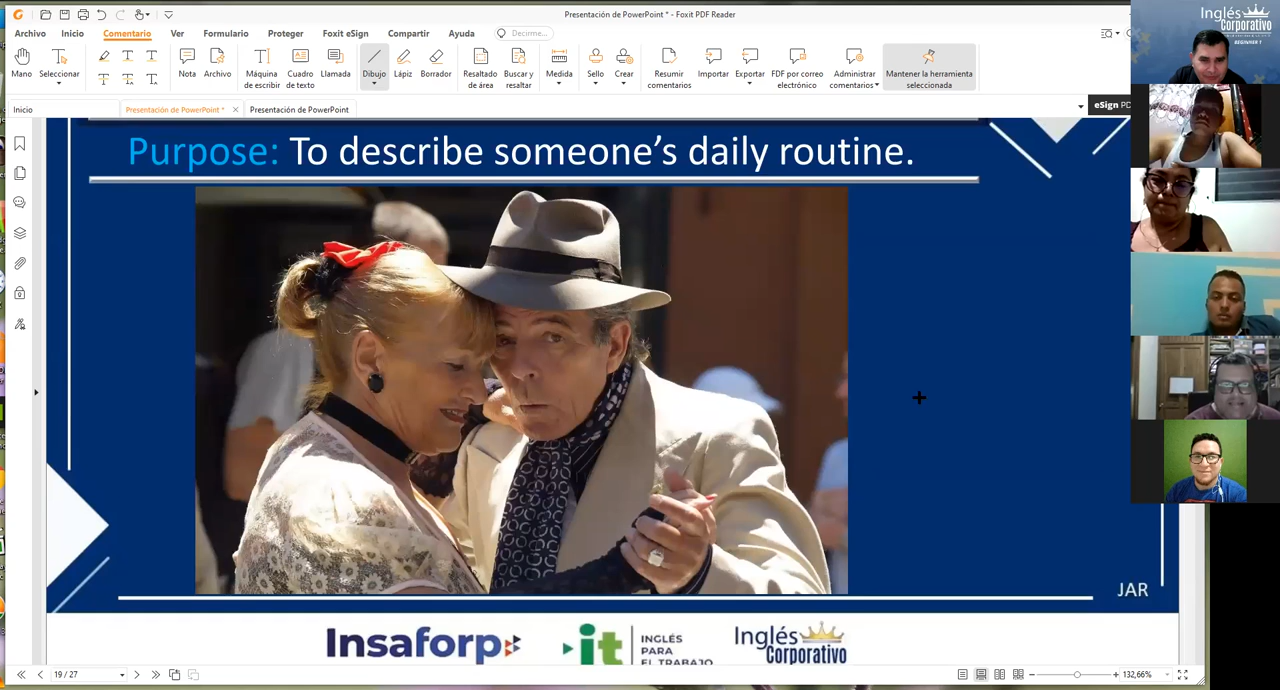 Presentación de PowerPoint * - Foxit PDF Reader
Archivo Inicio Comentario Ver Formulario Proteger Foxit eSign Compartir Ayuda Decirme...
Mano Seleccionar Nota Archivo Máquina de escribir Cuadro de texto Llamada Dibujo Lápiz Borrador Resaltado de área Buscar y resaltar Medida Sello Crear Resumir comentarios Importar Exportar PDF por correo electrónico Administrar comentarios Mantener la herramienta seleccionada
Inicio Presentación de PowerPoint * Presentación de PowerPoint eSign PD
Inglés
Corporativo
BEGINNER 1
Purpose: To describe someone's daily routine.
JAR
Insaforp it INGLÉS PARA EL TRABAJO Inglés Corporativo
19 / 27 132,66%